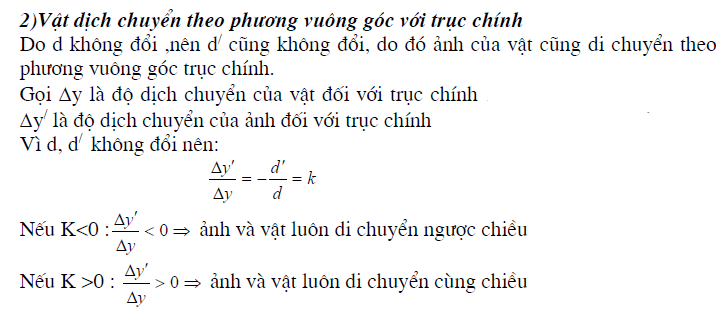 2)Vật dịch chuyển theo phương vuông góc với trục chính
Do d không đổi ,nên d/ cũng không đổi, do đó ảnh của vật cũng di chuyển theo
phương vuông góc trục chính.
Gọi Δy là độ dịch chuyển của vật đối với trục chính
Δy/ là độ dịch chuyển của ảnh đối với trục chính
Vì d, d/ không đổi nên:
Δy′/Δy = −d′/d = k
Nếu K<0 : Δy′/Δy < 0 ⇒ ảnh và vật luôn di chuyển ngược chiều
Nếu K >0 : Δy′/Δy > 0 ⇒ ảnh và vật luôn di chuyển cùng chiều